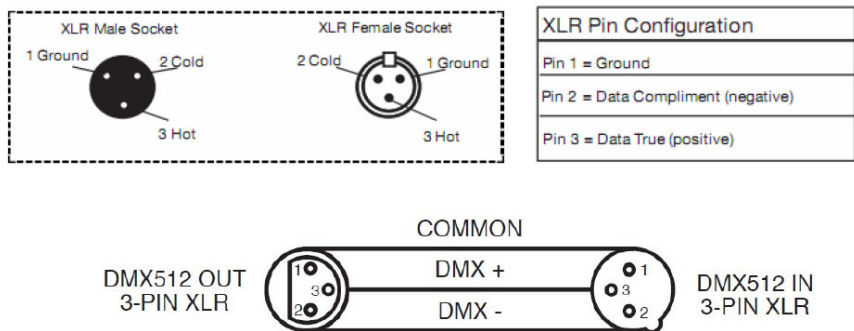 XLR Male Socket
1 Ground
2 Cold
3 Hot
XLR Female Socket
2 Cold
1 Ground
3 Hot
XLR Pin Configuration
Pin 1 = Ground
Pin 2 = Data Compliment (negative)
Pin 3 = Data True (positive)
COMMON
DMX512 OUT
3-PIN XLR
1
3
2
DMX +
DMX -
1
3
2
DMX512 IN
3-PIN XLR